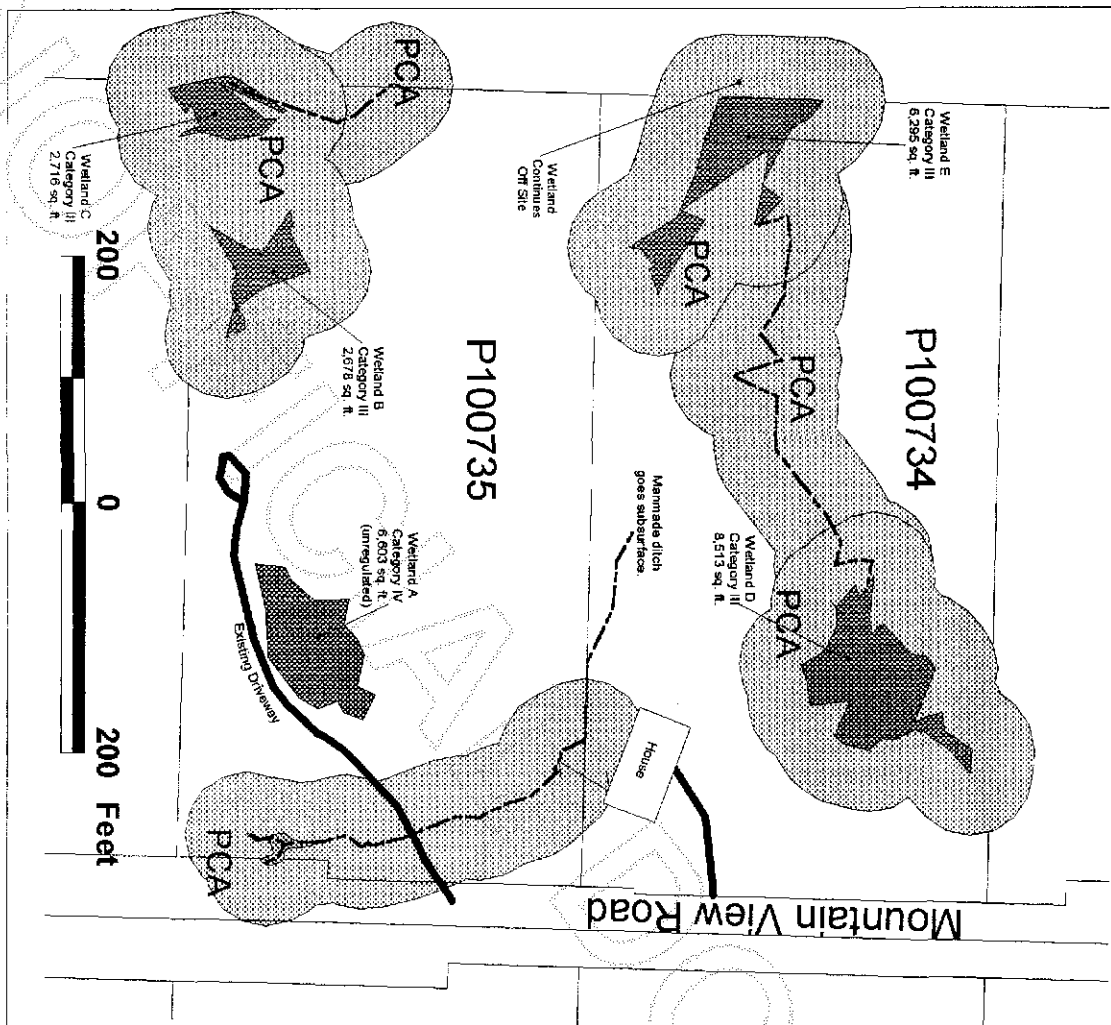 PCA
Wetland E
Category III
6,295 sq. ft.
PCA
Wetland C
Category III
2,716 sq. ft.
Wetland
Continues
Off Site
PCA
P100734
PCA
P100735
Wetland B
Category III
2,678 sq. ft.
Manmade ditch
goes subsurface.
Wetland D
Category III
8,513 sq. ft.
PCA
Wetland A
Category IV
6,603 sq. ft.
(unregulated)
Existing Driveway
House
PCA
Mountain View Road
200 0 200 Feet